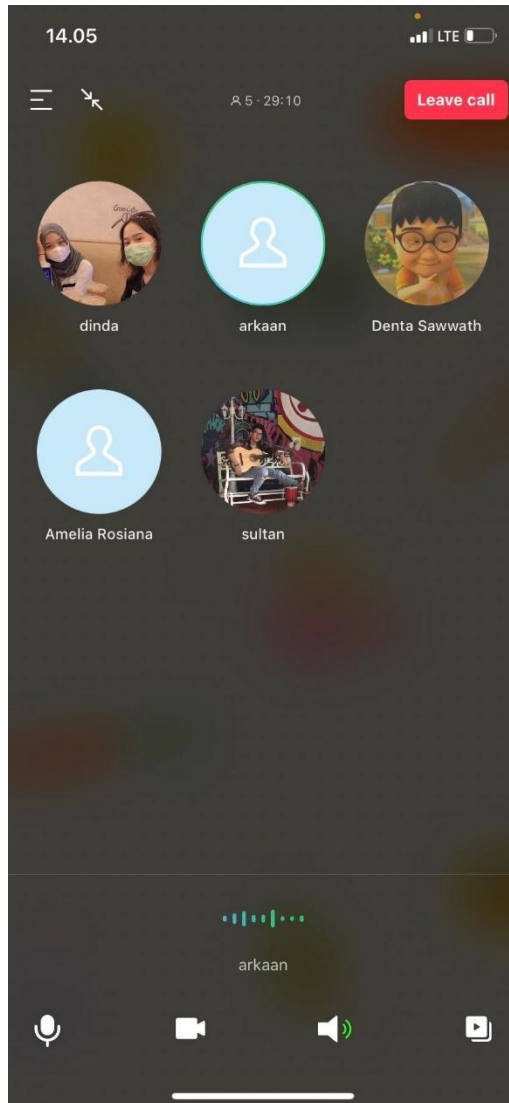 14.05
LTE
5 · 29:10
Leave call
dinda
arkaan
Denta Sawwath
Amelia Rosiana
sultan
arkaan